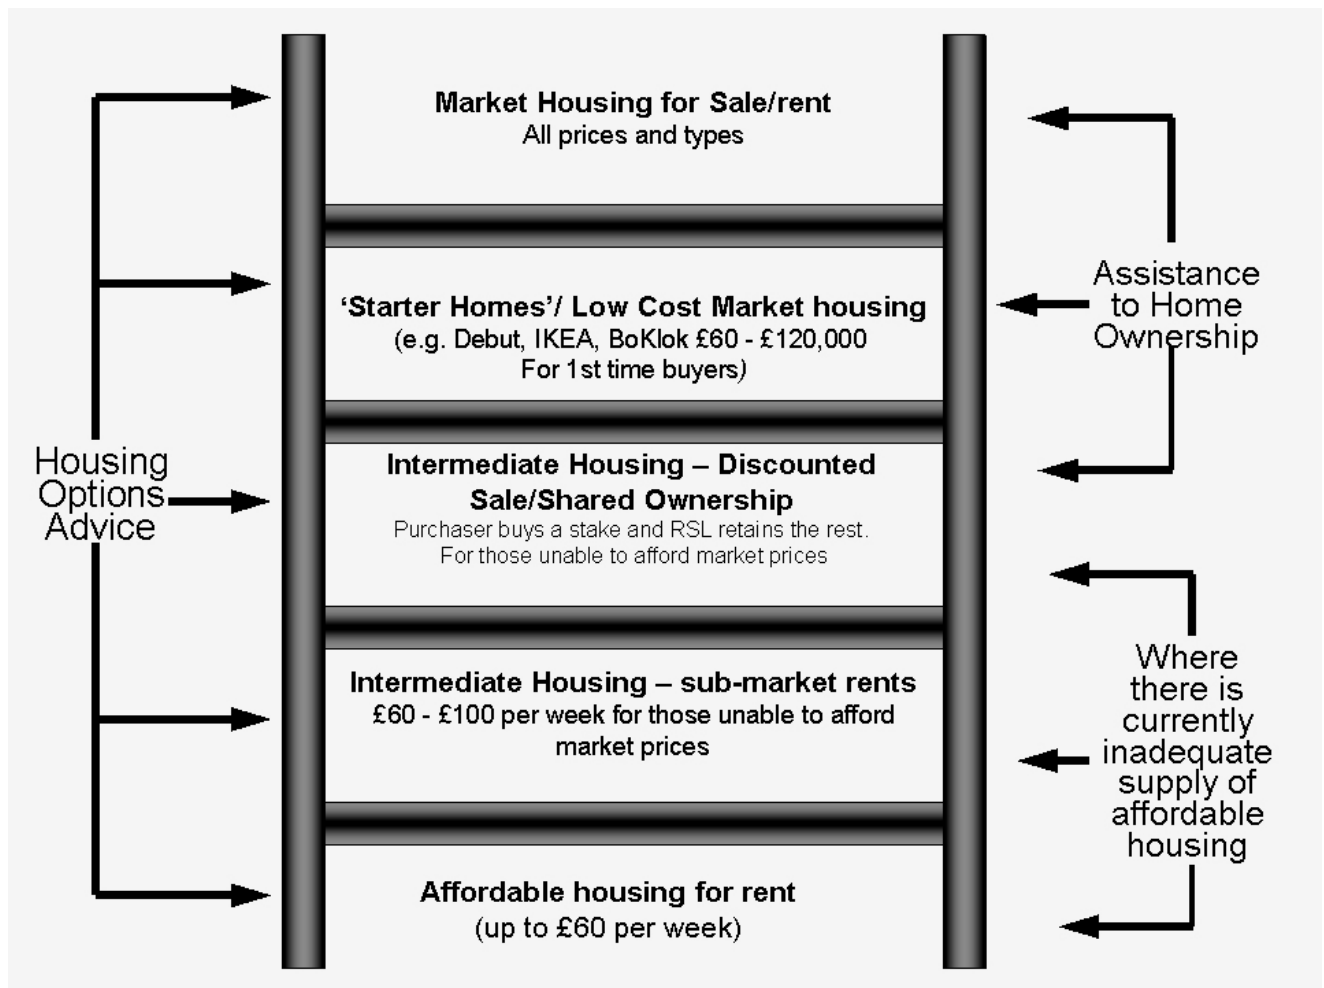 Market Housing for Sale/rent
All prices and types
‘Starter Homes’/ Low Cost Market housing
(e.g. Debut, IKEA, BoKlok £60 - £120,000
For 1st time buyers)
Intermediate Housing – Discounted
Sale/Shared Ownership
Purchaser buys a stake and RSL retains the rest.
For those unable to afford market prices
Intermediate Housing – sub-market rents
£60 - £100 per week for those unable to afford
market prices
Affordable housing for rent
(up to £60 per week)
Housing
Options
Advice
Assistance
to Home
Ownership
Where
there is
currently
inadequate
supply of
affordable
housing